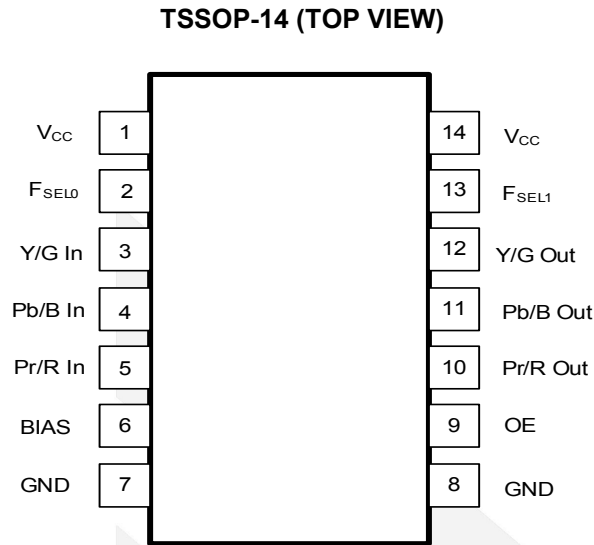 TSSOP-14 (TOP VIEW)
VCC 1 14 VCC
FSEL0 2 13 FSEL1
Y/G In 3 12 Y/G Out
Pb/B In 4 11 Pb/B Out
Pr/R In 5 10 Pr/R Out
BIAS 6 9 OE
GND 7 8 GND